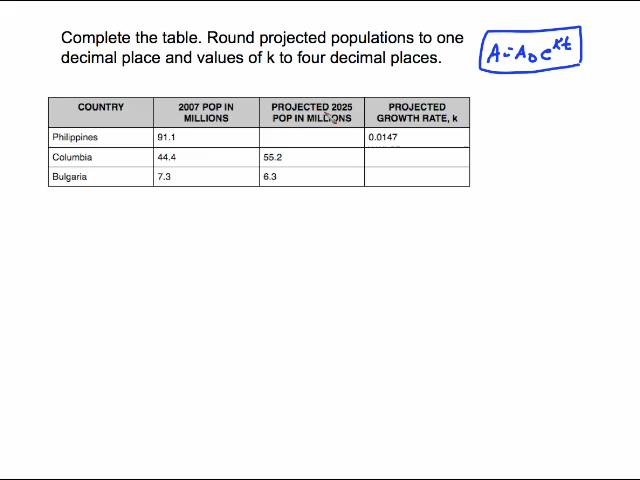 Complete the table. Round projected populations to one
decimal place and values of k to four decimal places.
A = A₀ e^kt
COUNTRY 2007 POP IN MILLIONS PROJECTED 2025 POP IN MILLIONS PROJECTED GROWTH RATE, k
Philippines 91.1 0.0147
Columbia 44.4 55.2
Bulgaria 7.3 6.3